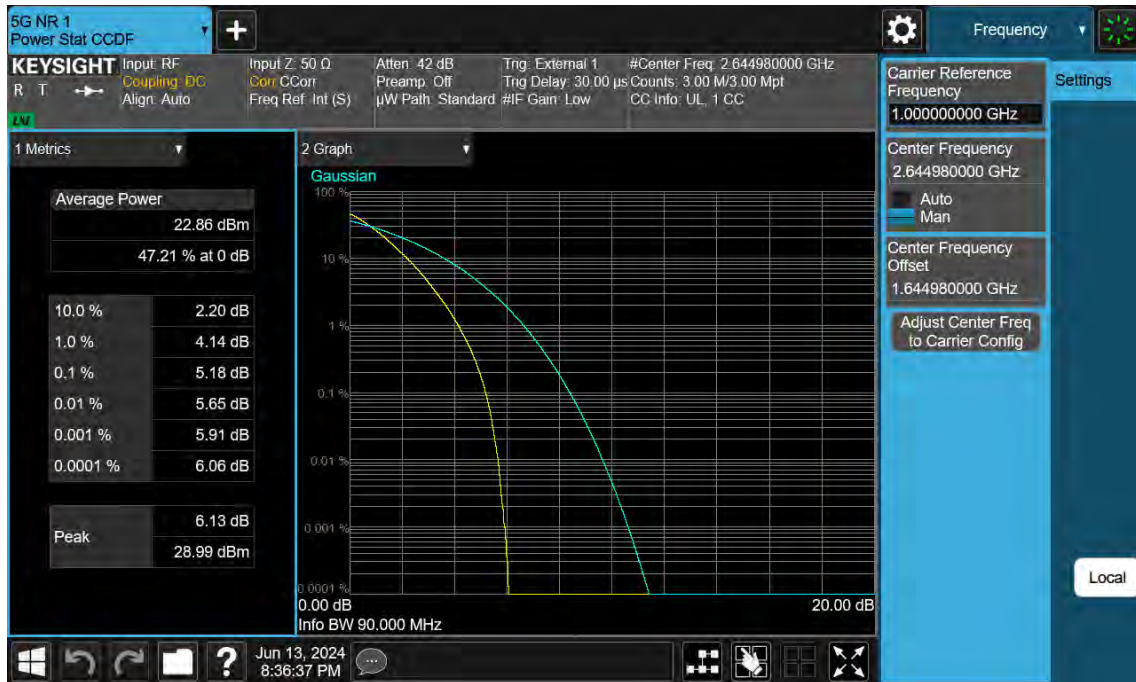 5G NR 1
Power Stat CCDF
+
Frequency
KEYSIGHT
R T
LXI
Input: RF
Coupling: DC
Align: Auto
Input Z: 50 Ω
Corr CCorr
Freq Ref: Int (S)
Atten: 42 dB
Preamp: Off
µW Path: Standard
Trig: External 1
Trig Delay: 30.00 µs
#IF Gain: Low
#Center Freq: 2.644980000 GHz
Counts: 3.00 M/3.00 Mpt
CC Info: UL, 1 CC
Carrier Reference
Frequency
1.000000000 GHz
Settings
Center Frequency
2.644980000 GHz
Auto
Man
Center Frequency
Offset
1.644980000 GHz
Adjust Center Freq
to Carrier Config
Local
1 Metrics
Average Power
22.86 dBm
47.21 % at 0 dB
10.0 % 2.20 dB
1.0 % 4.14 dB
0.1 % 5.18 dB
0.01 % 5.65 dB
0.001 % 5.91 dB
0.0001 % 6.06 dB
Peak
6.13 dB
28.99 dBm
2 Graph
Gaussian
100 %
10 %
1 %
0.1 %
0.01 %
0.001 %
0.0001 %
0.00 dB 20.00 dB
Info BW 90.000 MHz
?
Jun 13, 2024
8:36:37 PM